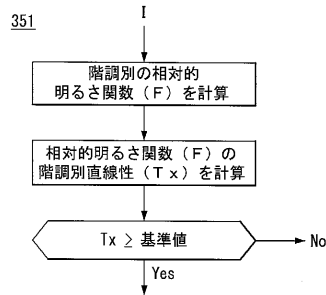 351
I
階調別の相対的
明るさ関数（F）を計算
相対的明るさ関数（F）の
階調別直線性（Tx）を計算
Tx ≥ 基準値
No
Yes